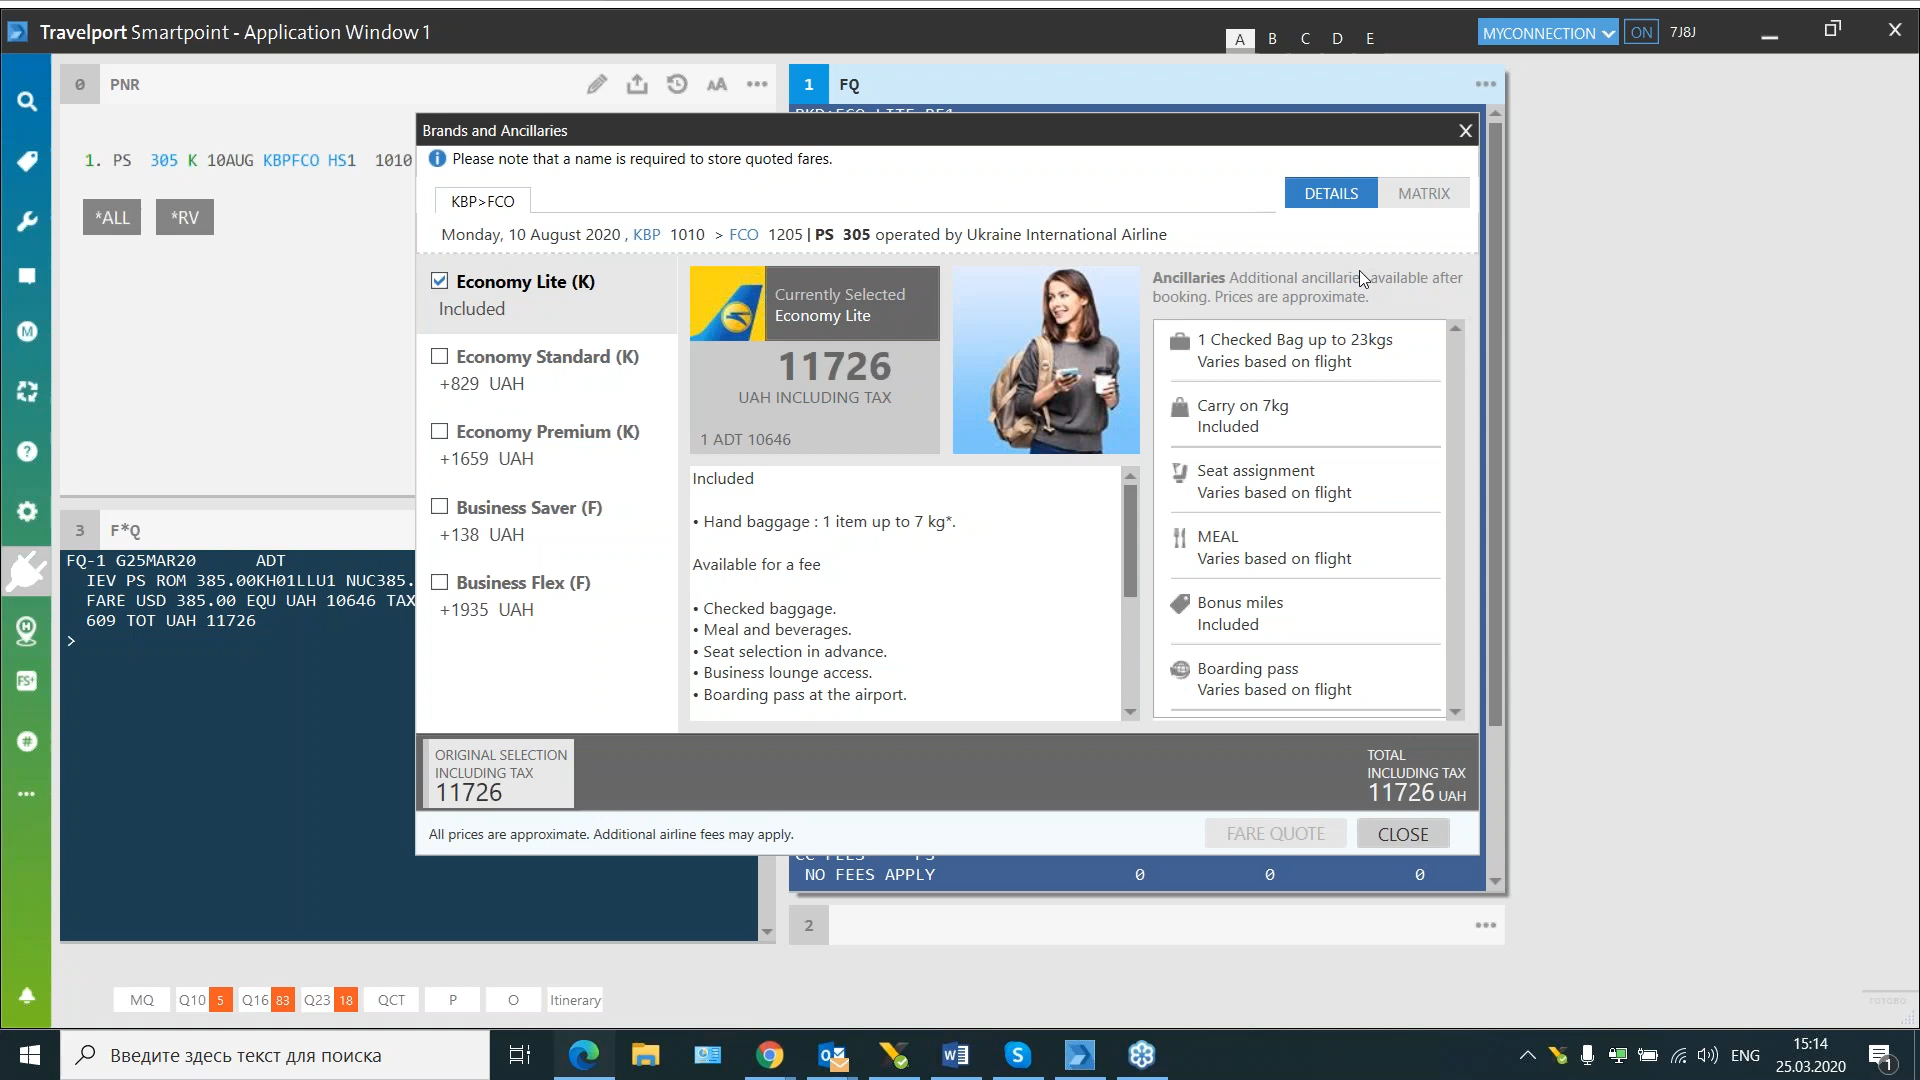 Travelport Smartpoint - Application Window 1
A B C D E
MYCONNECTION
ON
7J8J
0 PNR
AA
1. PS 305 K 10AUG KBPFCO HS1 1010
*ALL
*RV
1 FQ
Brands and Ancillaries
X
Please note that a name is required to store quoted fares.
KBP>FCO
DETAILS
MATRIX
Monday, 10 August 2020 , KBP 1010 > FCO 1205 | PS 305 operated by Ukraine International Airline
Economy Lite (K)
Included
Economy Standard (K)
+829 UAH
Economy Premium (K)
+1659 UAH
Business Saver (F)
+138 UAH
Business Flex (F)
+1935 UAH
Currently Selected
Economy Lite
11726
UAH INCLUDING TAX
1 ADT 10646
Included
• Hand baggage : 1 item up to 7 kg*.
Available for a fee
• Checked baggage.
• Meal and beverages.
• Seat selection in advance.
• Business lounge access.
• Boarding pass at the airport.
Ancillaries Additional ancillaries available after
booking. Prices are approximate.
1 Checked Bag up to 23kgs
Varies based on flight
Carry on 7kg
Included
Seat assignment
Varies based on flight
MEAL
Varies based on flight
Bonus miles
Included
Boarding pass
Varies based on flight
ORIGINAL SELECTION
INCLUDING TAX
11726
TOTAL
INCLUDING TAX
11726 UAH
All prices are approximate. Additional airline fees may apply.
FARE QUOTE
CLOSE
3 F*Q
FQ-1 G25MAR20 ADT
IEV PS ROM 385.00KH01LLU1 NUC385.
FARE USD 385.00 EQU UAH 10646 TAX
609 TOT UAH 11726
>
NO FEES APPLY 0 0 0
2
M
?
H
FS+
#
MQ
Q10 5
Q16 83
Q23 18
QCT
P
O
Itinerary
Введите здесь текст для поиска
ENG
15:14
25.03.2020
1